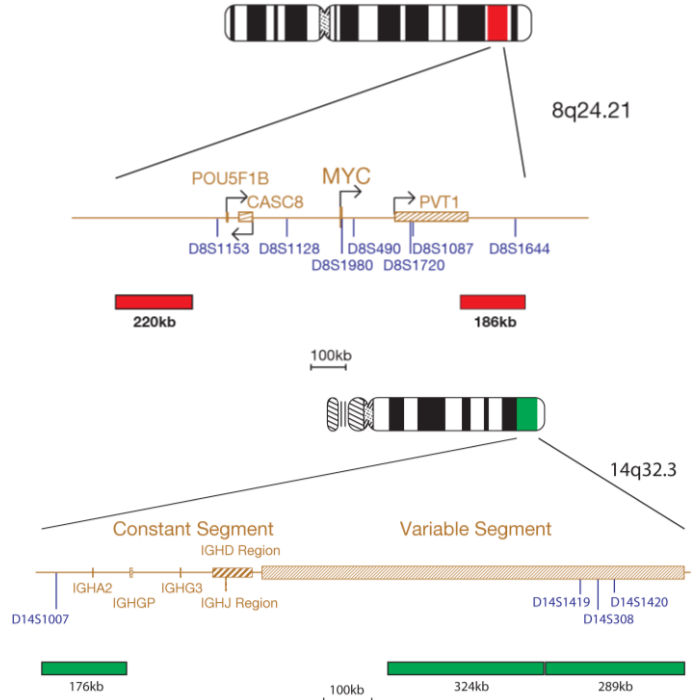 8q24.21
POU5F1B
MYC
CASC8
PVT1
D8S1153
D8S1128
D8S490
D8S1087
D8S1644
D8S1980
D8S1720
220kb
186kb
100kb
14q32.3
Constant Segment
Variable Segment
IGHD Region
IGHA2
IGHGP
IGHG3
IGHJ Region
D14S1007
D14S1419
D14S1420
D14S308
176kb
324kb
289kb
100kb